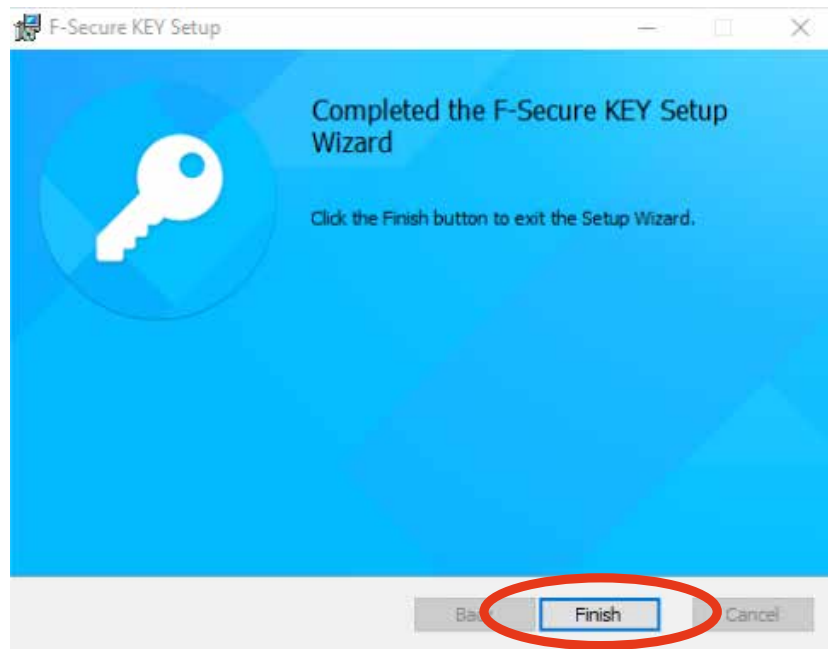 F-Secure KEY Setup
Completed the F-Secure KEY Setup
Wizard
Click the Finish button to exit the Setup Wizard.
Back Finish Cancel